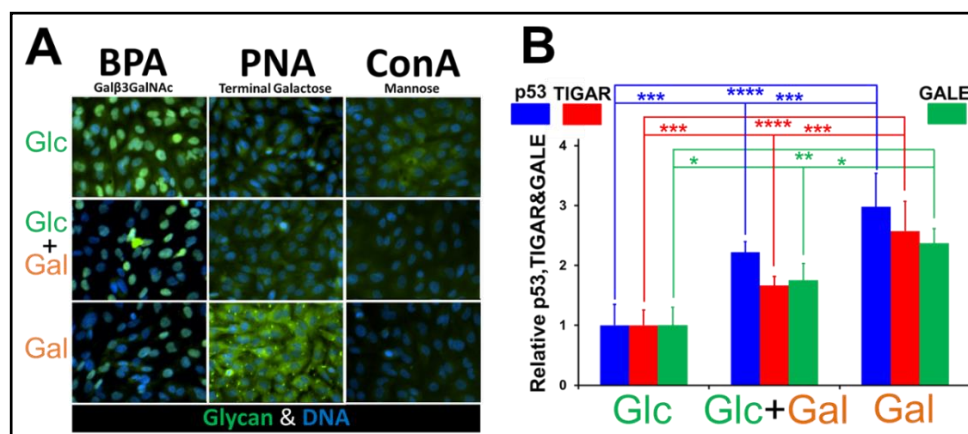 A
BPA
PNA
ConA
Galβ3GalNAc
Terminal Galactose
Mannose
Glc
Glc
+
Gal
Gal
Glycan & DNA
B
p53 TIGAR
GALE
*** **** ***
*** **** ***
* ** *
Relative p53,TIGAR&GALE
4
3
2
1
0
Glc Glc+Gal Gal